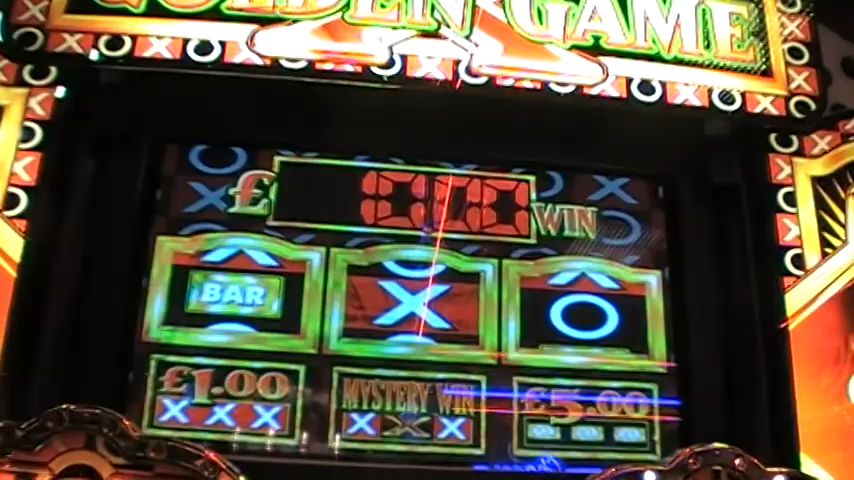 GOLDEN GAME
£ WIN
BAR X O
£1.00 MYSTERY WIN £5.00
X X X X X X